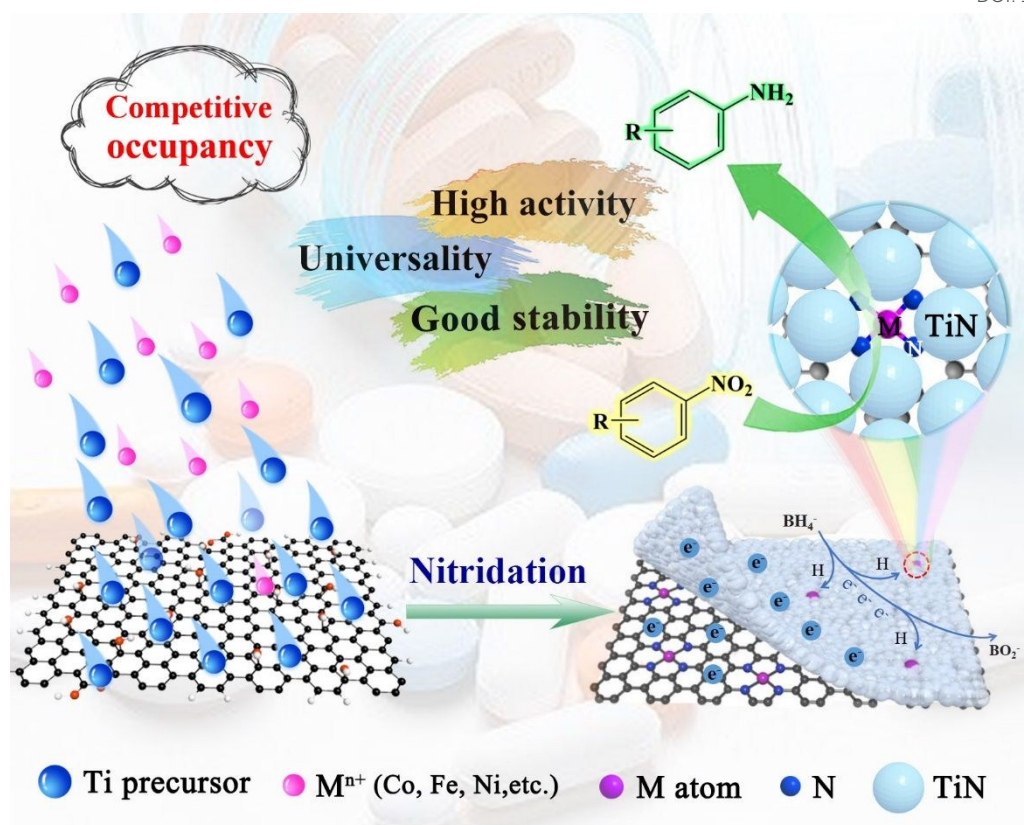 Competitive
occupancy
NH₂
R
High activity
Universality
Good stability
M
TiN
N
NO₂
R
BH₄⁻
H
H
e⁻
e⁻
e⁻
e⁻
e⁻
e⁻
e⁻
e⁻
e⁻
e⁻
e⁻
e⁻
H
BO₂⁻
Nitridation
Ti precursor
Mⁿ⁺ (Co, Fe, Ni,etc.)
M atom
N
TiN